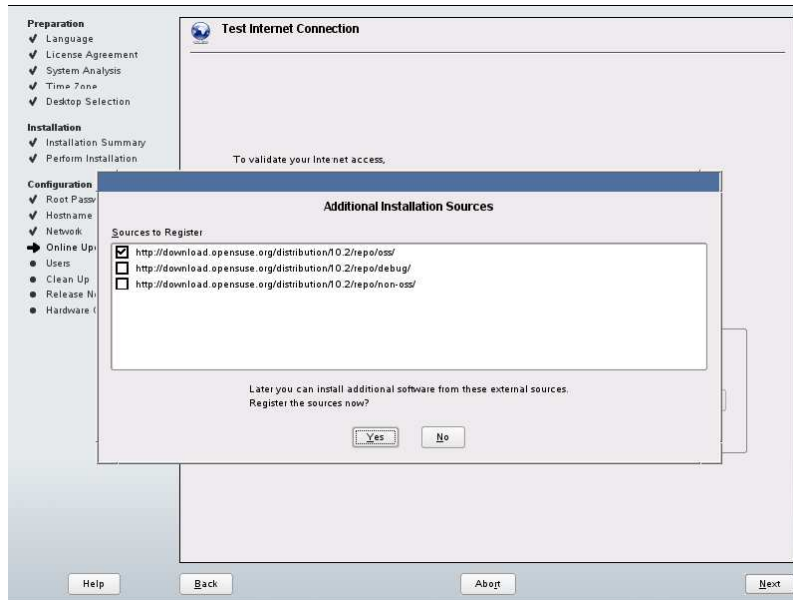 Preparation
Language
License Agreement
System Analysis
Time Zone
Desktop Selection
Installation
Installation Summary
Perform Installation
Configuration
Root Passw
Hostname
Network
Online Up
Users
Clean Up
Release N
Hardware
Test Internet Connection
To validate your Internet access,
Additional Installation Sources
Sources to Register
http://download.opensuse.org/distribution/10.2/repo/oss/
http://download.opensuse.org/distribution/10.2/repo/debug/
http://download.opensuse.org/distribution/10.2/repo/non-oss/
Later you can install additional software from these external sources.
Register the sources now?
Yes
No
Help
Back
Abort
Next